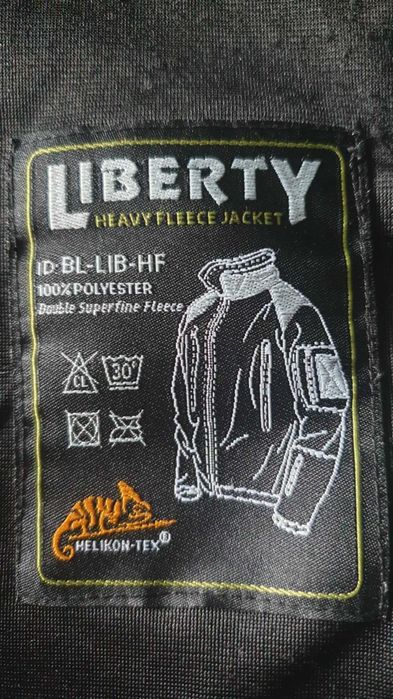 LIBERTY
HEAVY FLEECE JACKET
ID: BL-LIB-HF
100% POLYESTER
Double Superfine Fleece
CL 30°
HELIKON-TEX®